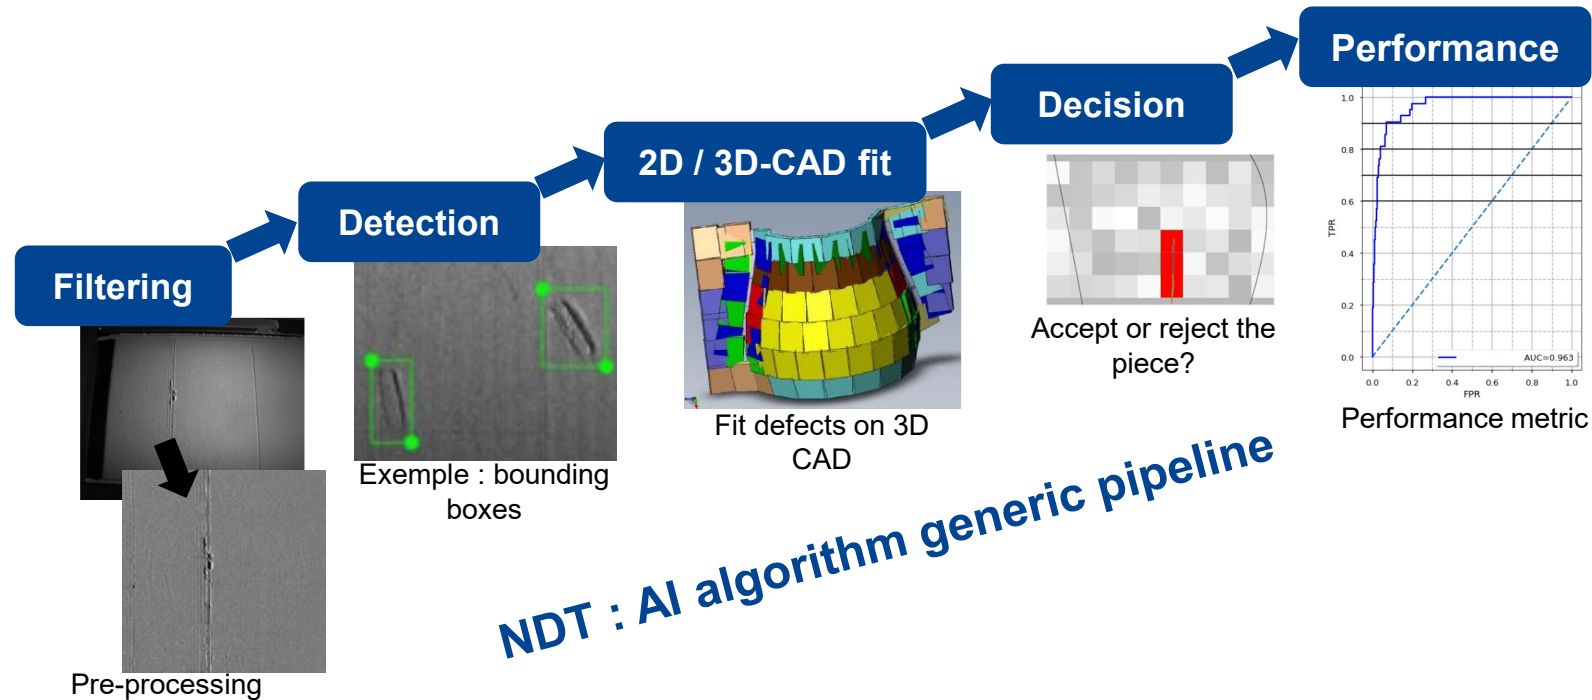 Filtering
Pre-processing
Detection
Exemple : bounding
boxes
2D / 3D-CAD fit
Fit defects on 3D
CAD
Decision
Accept or reject the
piece?
Performance
1.0
0.8
0.6
0.4
0.2
0.0
TPR
AUC=0.963
0.0 0.2 0.4 0.6 0.8 1.0
FPR
Performance metric
NDT : AI algorithm generic pipeline